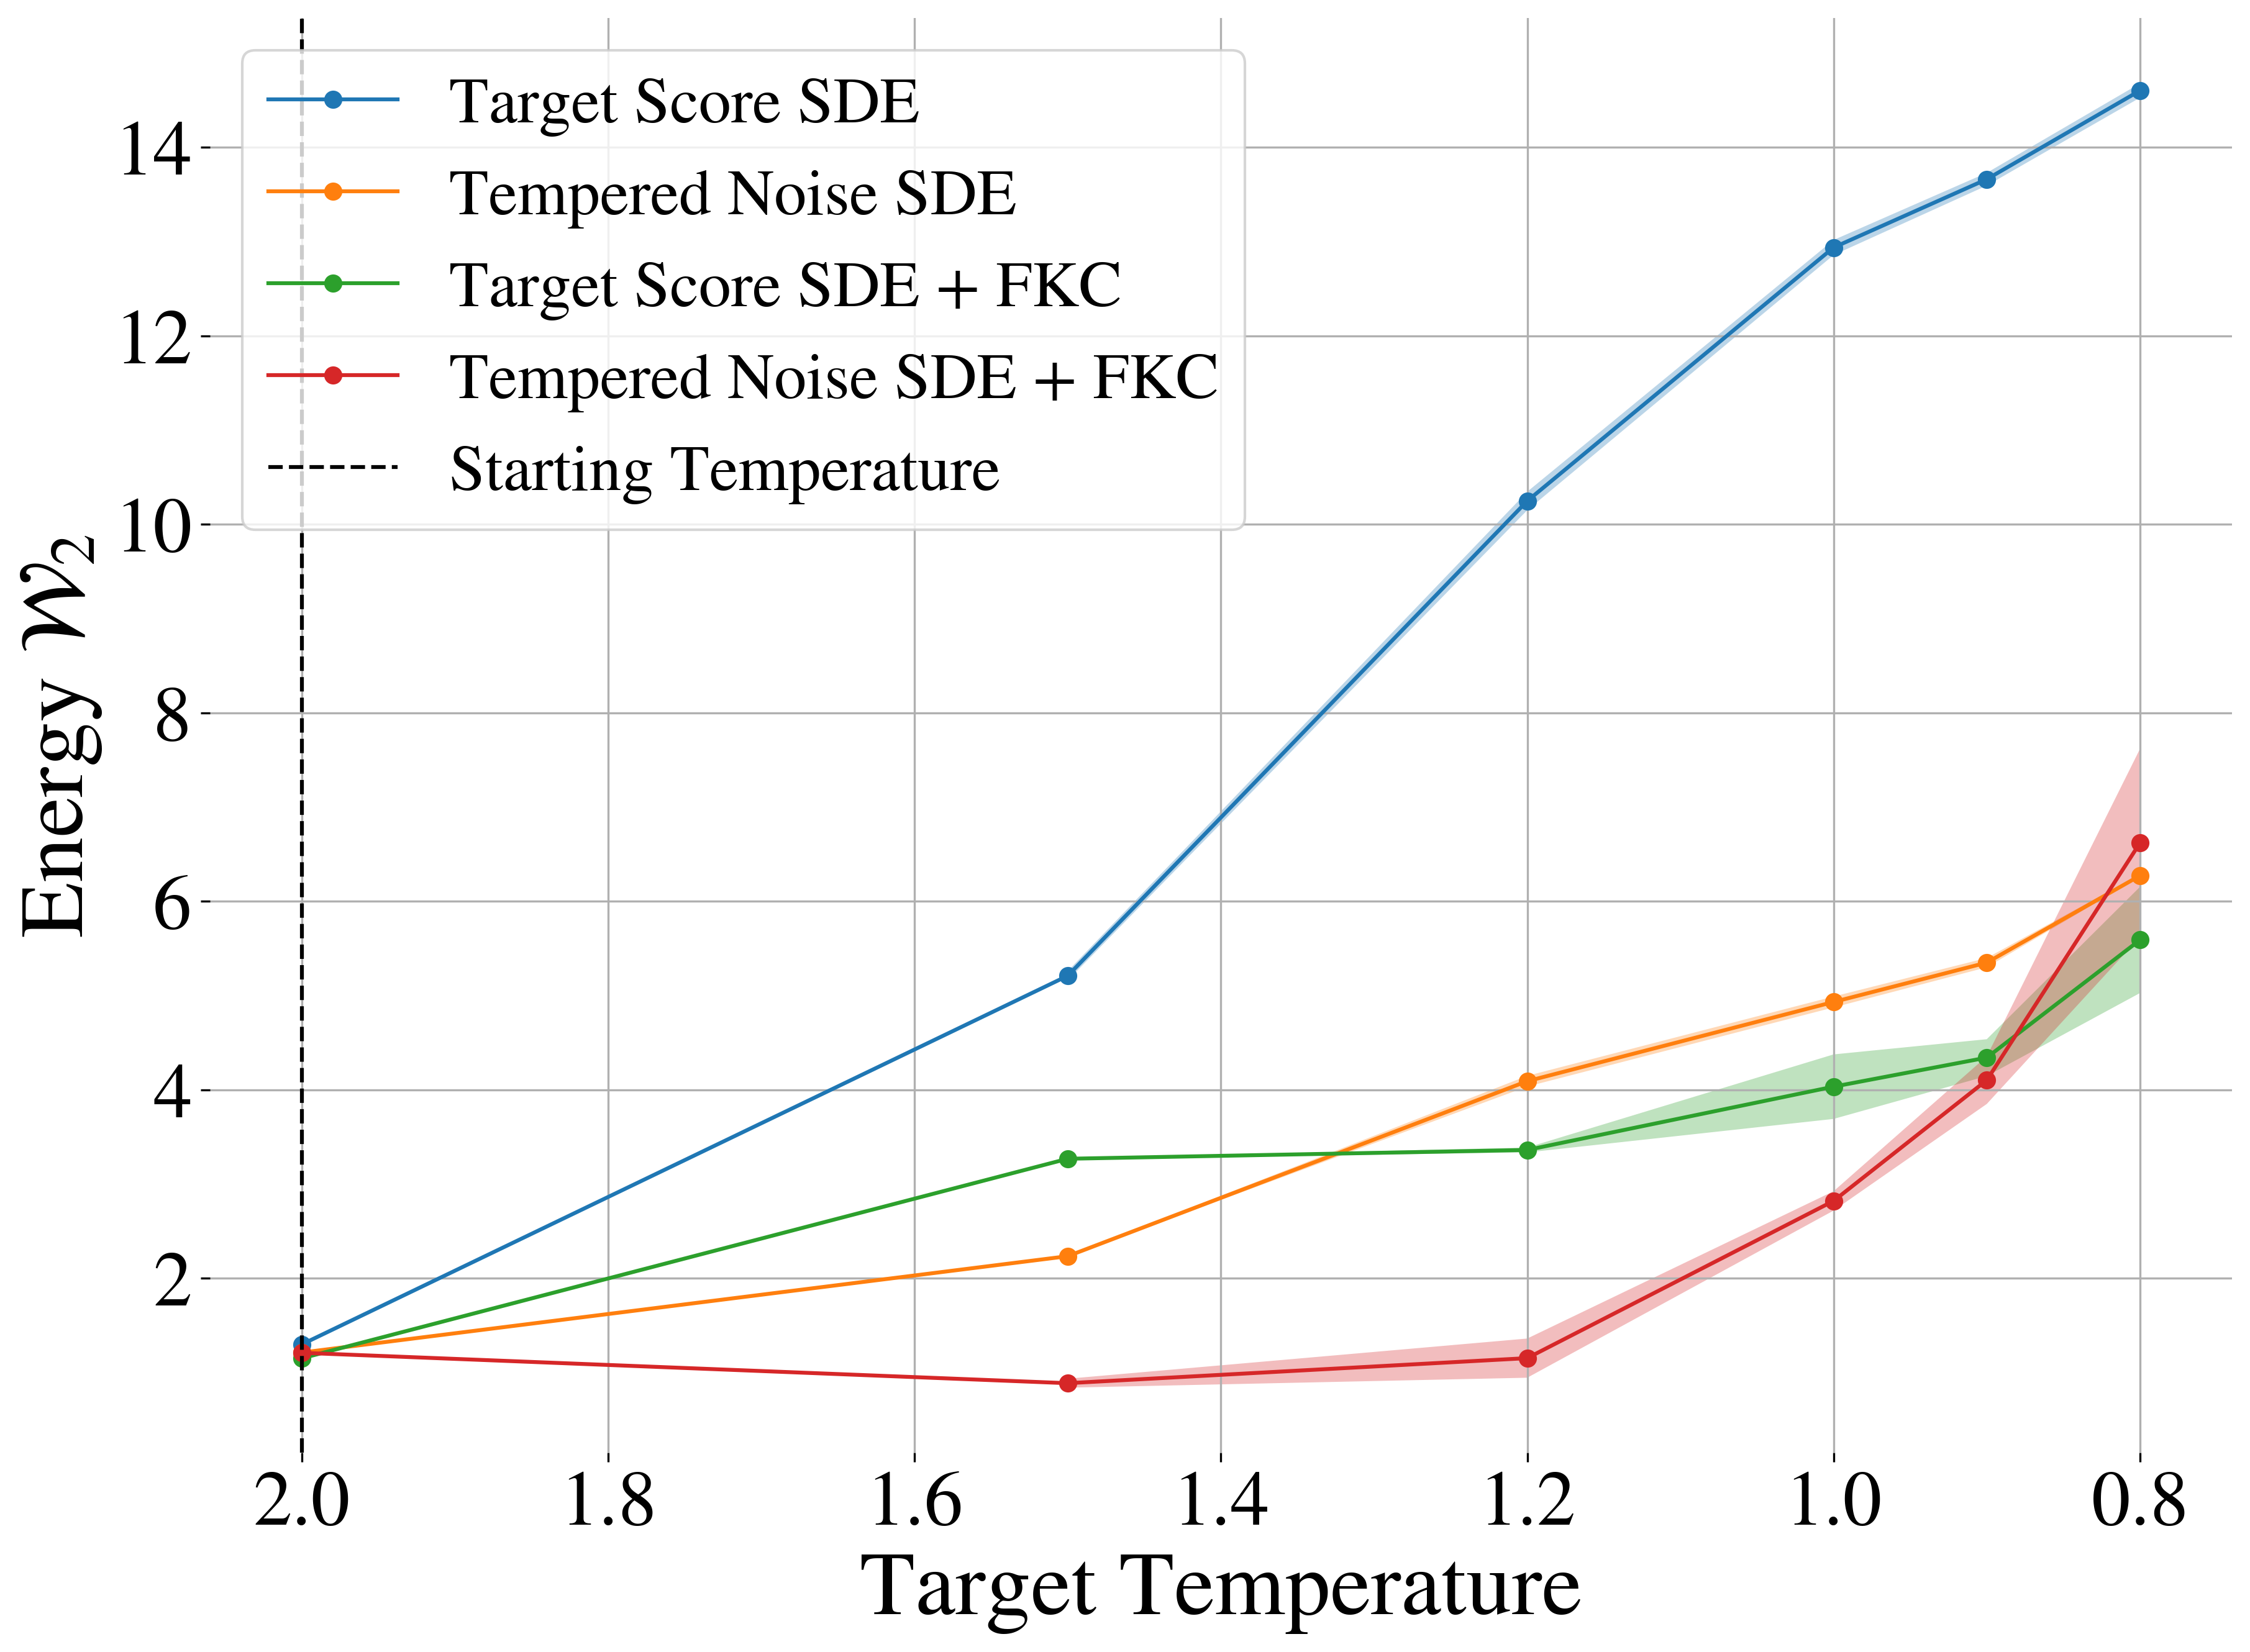 Target Score SDE
Tempered Noise SDE
Target Score SDE + FKC
Tempered Noise SDE + FKC
Starting Temperature
Energy 𝒲₂
14
12
10
8
6
4
2
2.0 1.8 1.6 1.4 1.2 1.0 0.8
Target Temperature